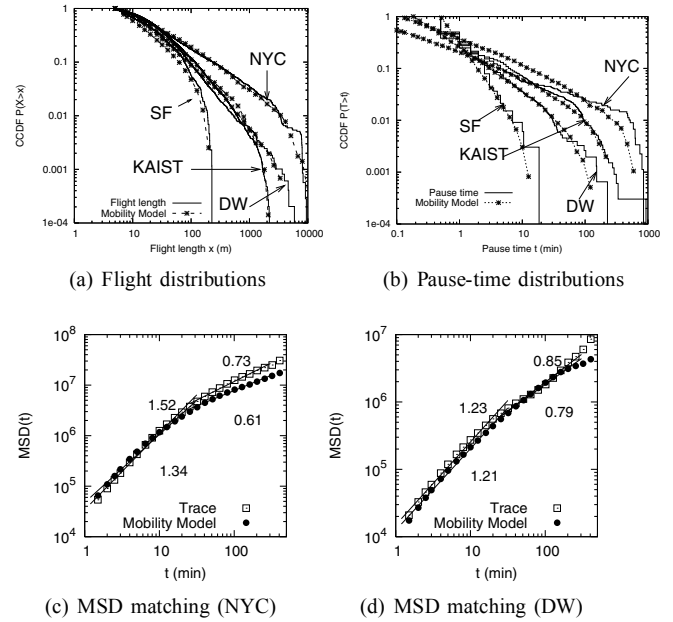 CCDF P(X>x)
1
0.1
0.01
0.001
1e-04
1 10 100 1000 10000
Flight length x (m)
NYC
SF
KAIST
DW
Flight length
Mobility Model
(a) Flight distributions
CCDF P(T>t)
1
0.1
0.01
0.001
1e-04
0.1 1 10 100 1000
Pause time t (min)
NYC
SF
KAIST
DW
Pause time
Mobility Model
(b) Pause-time distributions
MSD(t)
10^8
10^7
10^6
10^5
10^4
1 10 100
t (min)
0.73
1.52
0.61
1.34
Trace
Mobility Model
(c) MSD matching (NYC)
MSD(t)
10^7
10^6
10^5
10^4
1 10 100
t (min)
0.85
1.23
0.79
1.21
Trace
Mobility Model
(d) MSD matching (DW)